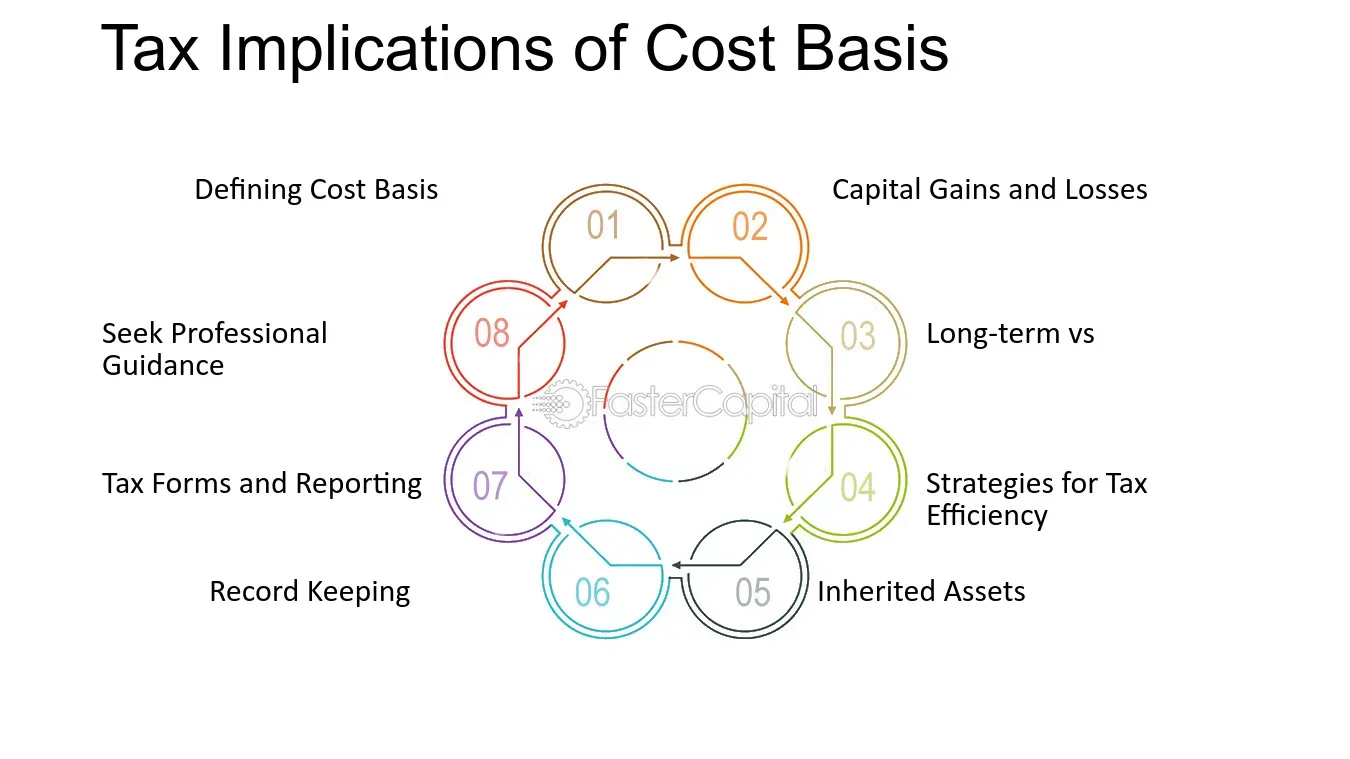 Tax Implications of Cost Basis
Defining Cost Basis
01
02
Capital Gains and Losses
Seek Professional
Guidance
08
03
Long-term vs
FasterCapital
Tax Forms and Reporting
07
04
Strategies for Tax
Efficiency
Record Keeping
06
05
Inherited Assets